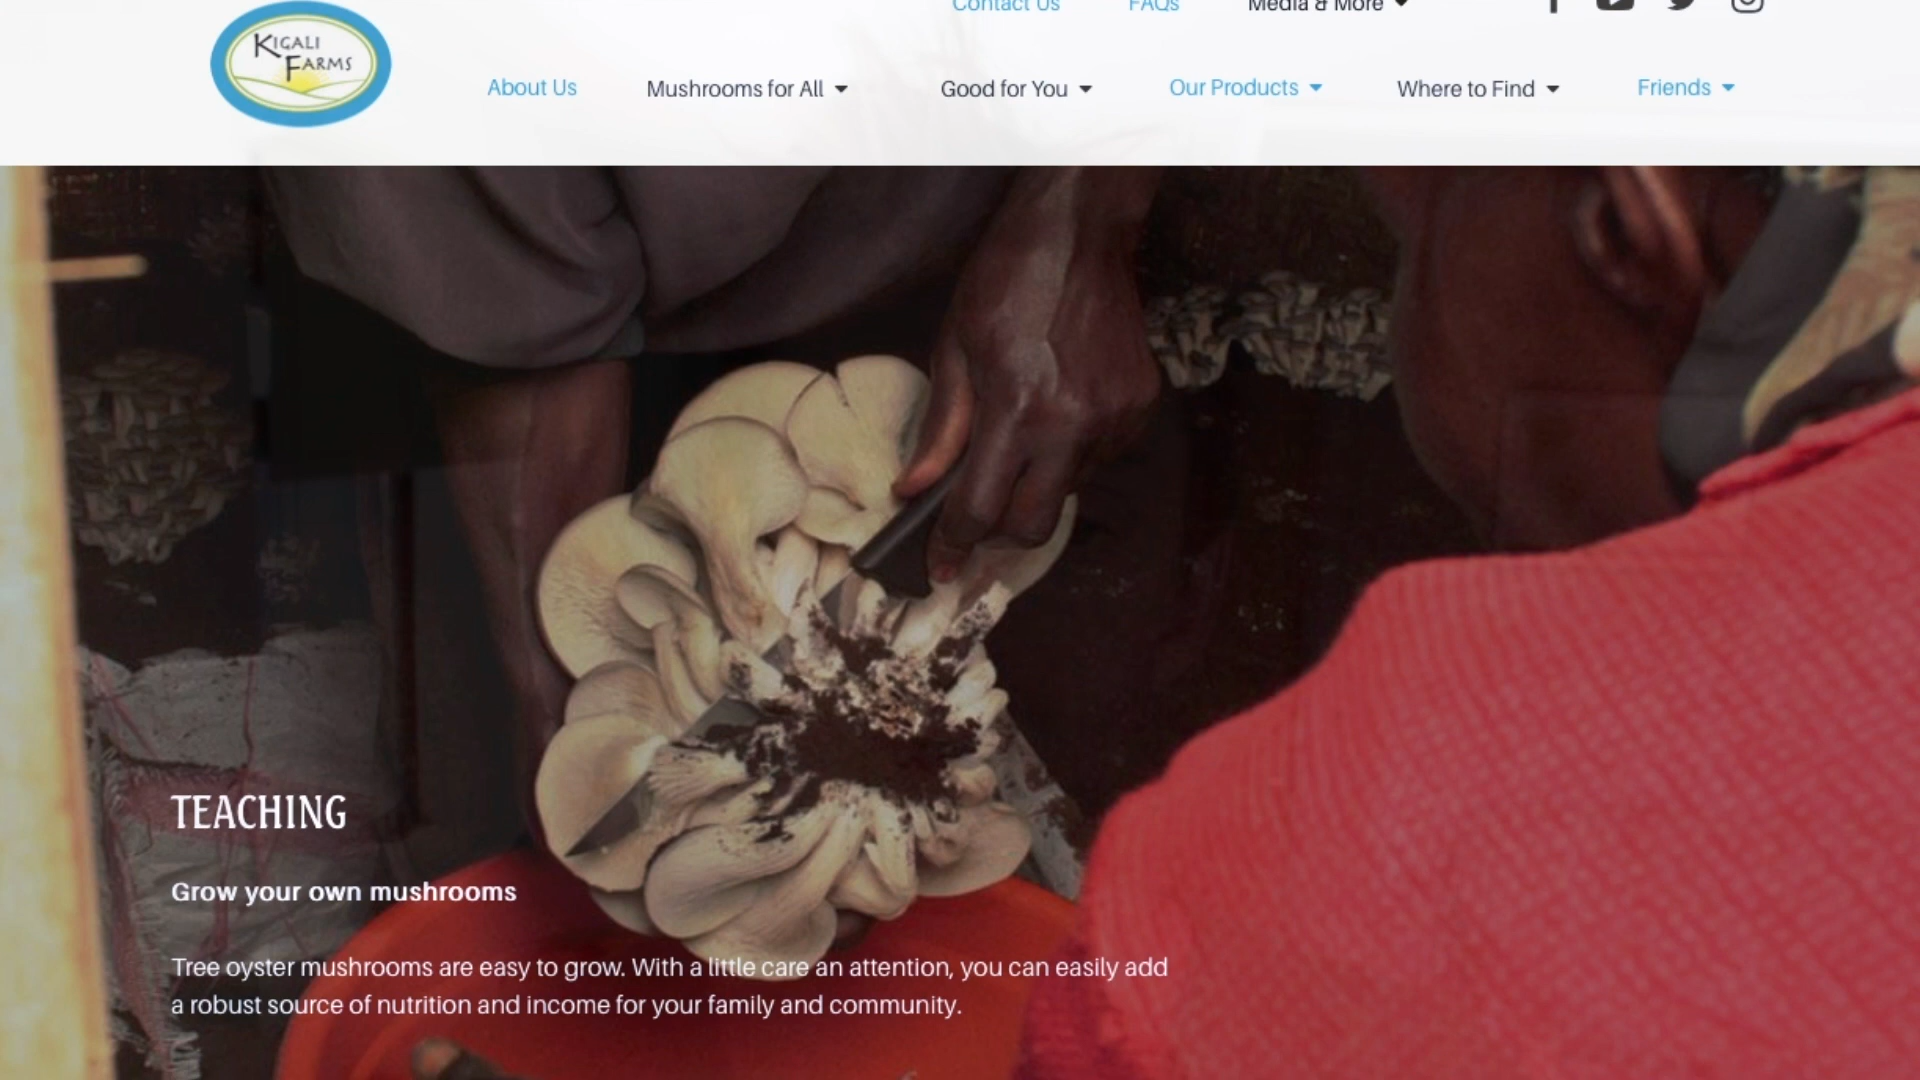 Contact Us FAQs Media & More
KIGALI
FARMS
About Us Mushrooms for All Good for You Our Products Where to Find Friends
TEACHING
Grow your own mushrooms
Tree oyster mushrooms are easy to grow. With a little care an attention, you can easily add
a robust source of nutrition and income for your family and community.